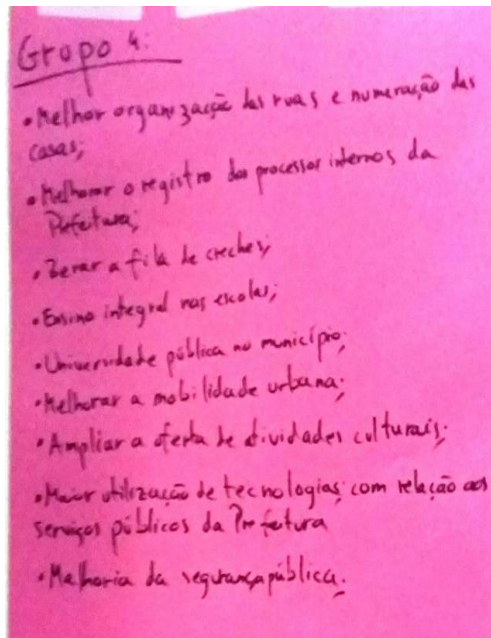 Grupo 4:
• Melhor organização das ruas e numeração das
casas;
• Melhorar o registro dos processos internos da
Prefeitura;
• Zerar a fila de creches;
• Ensino integral nas escolas;
• Universidade pública no município;
• Melhorar a mobilidade urbana;
• Ampliar a oferta de atividades culturais;
• Maior utilização de tecnologias com relação aos
serviços públicos da Prefeitura
• Melhoria da segurança pública.